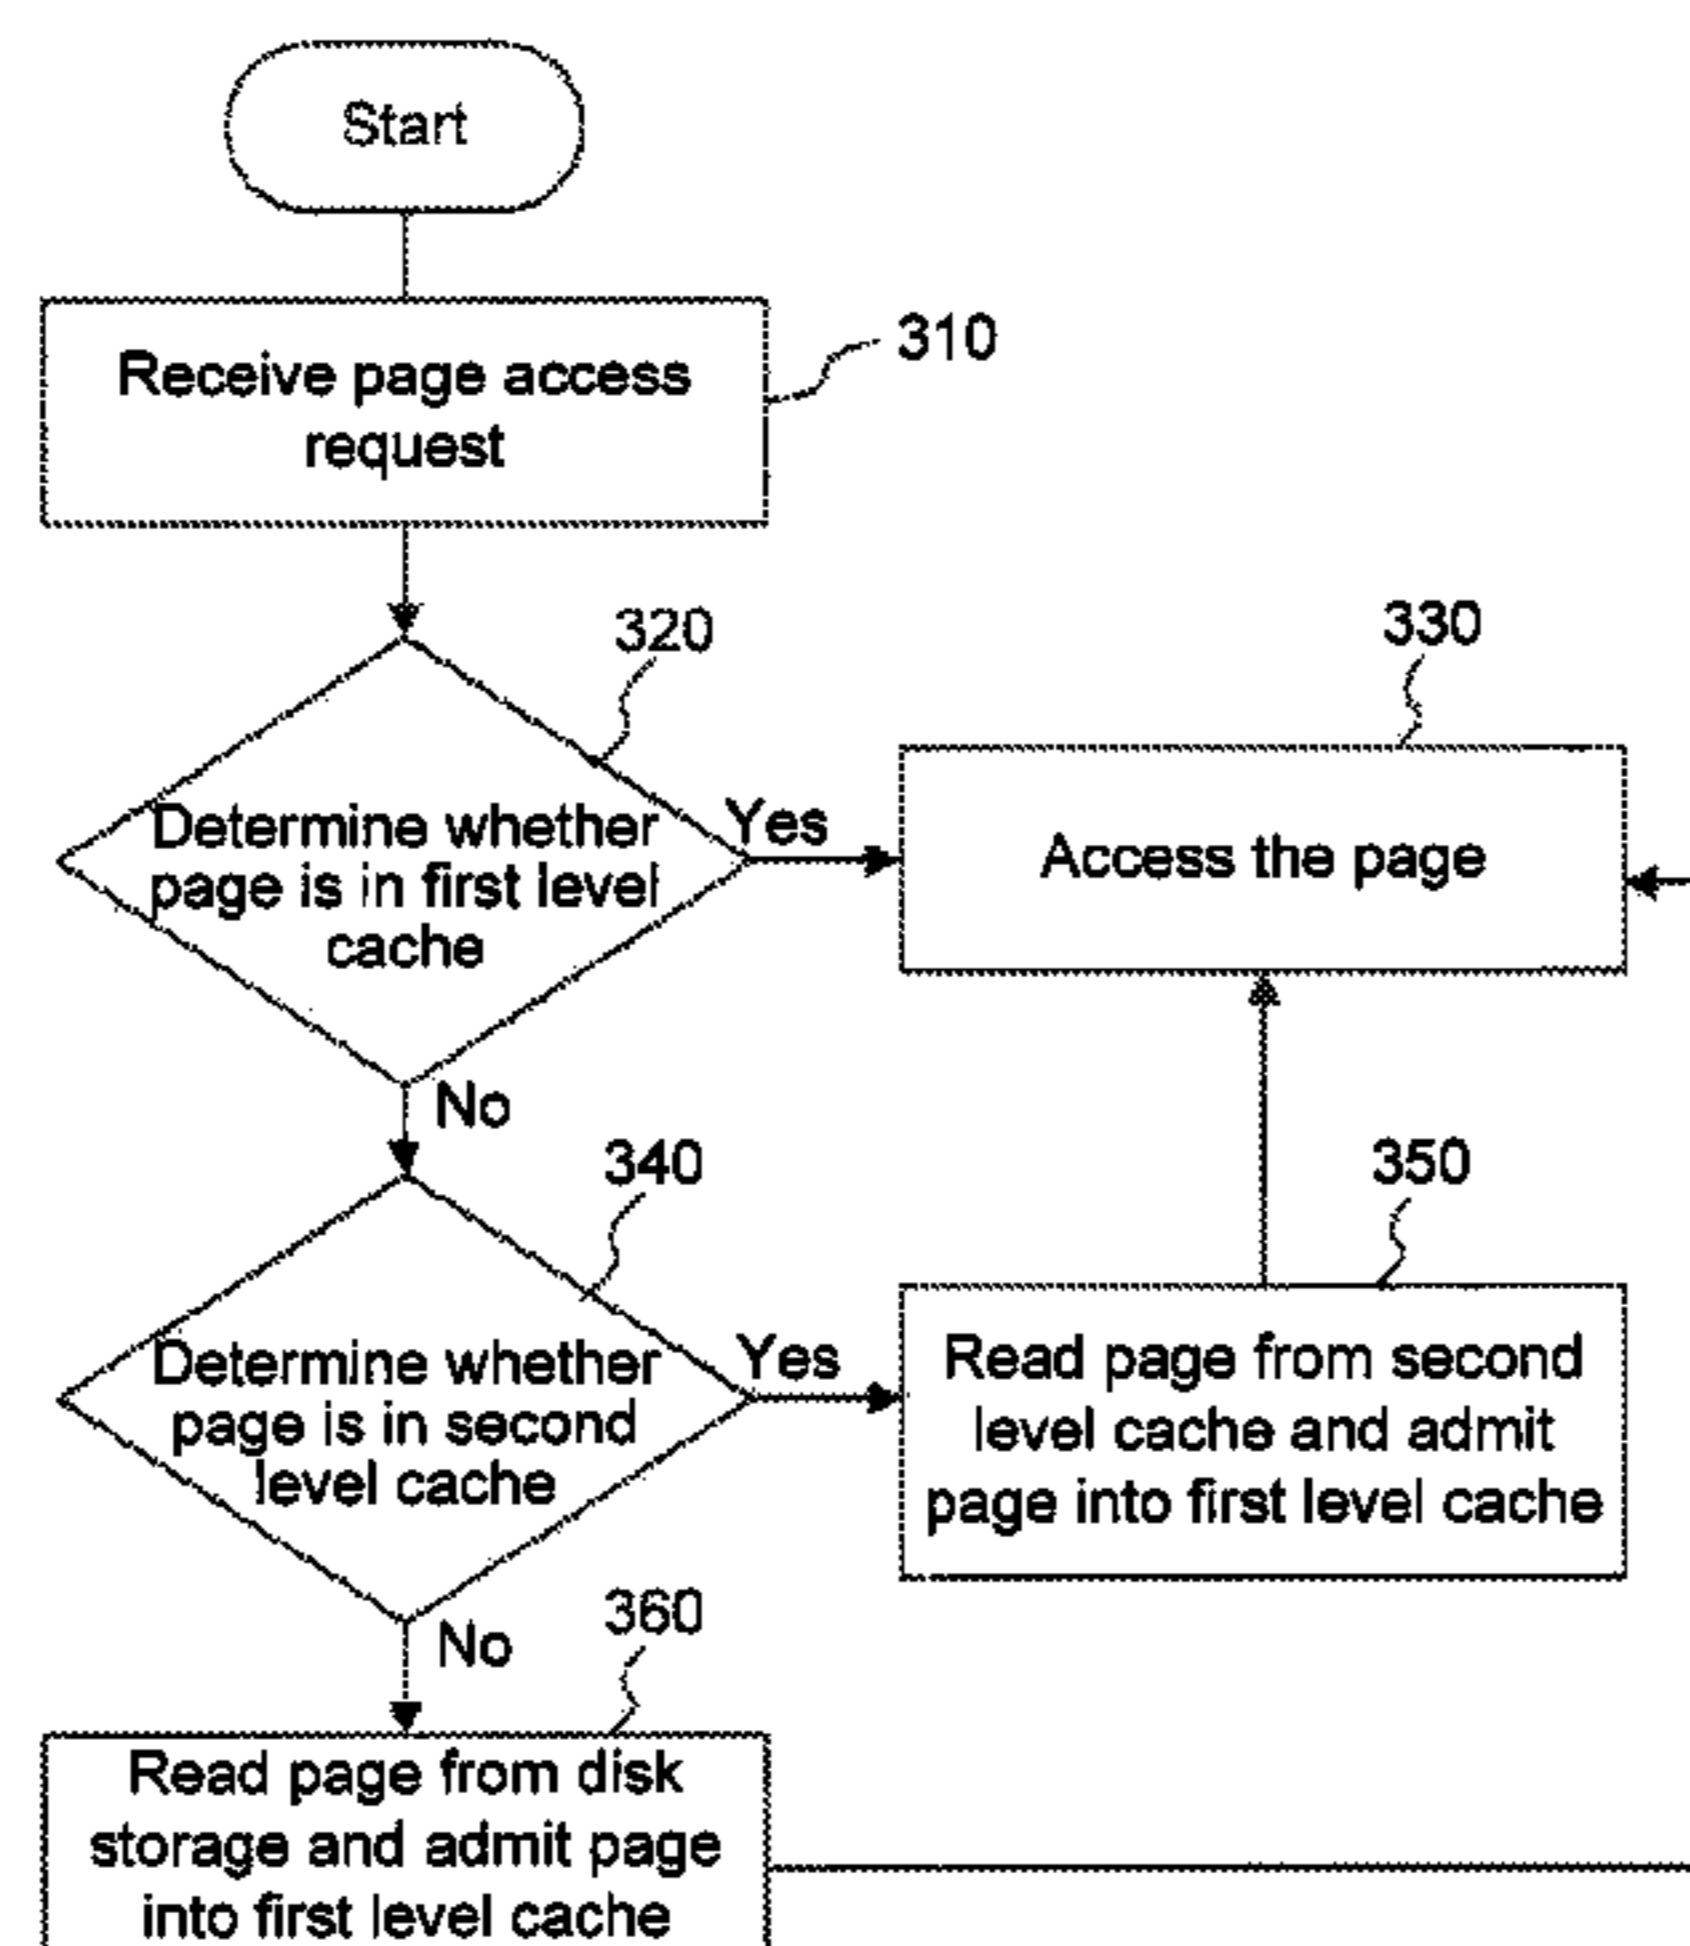 Start
Receive page access
request
310
320
330
Determine whether
page is in first level
cache
Yes
Access the page
No
340
350
Determine whether
page is in second
level cache
Yes
Read page from second
level cache and admit
page into first level cache
No
360
Read page from disk
storage and admit page
into first level cache